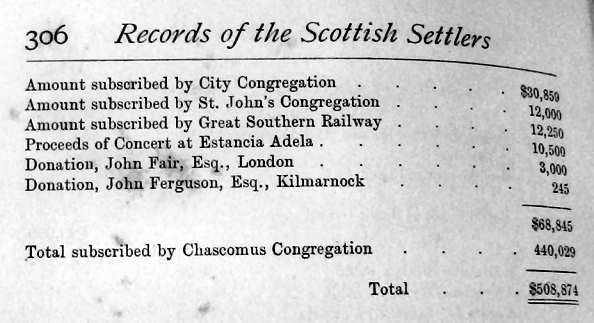 306 Records of the Scottish Settlers
Amount subscribed by City Congregation . . . . . $30,850
Amount subscribed by St. John's Congregation . . . . 12,000
Amount subscribed by Great Southern Railway . . . . 12,250
Proceeds of Concert at Estancia Adela . . . . . . 10,500
Donation, John Fair, Esq., London . . . . . . 3,000
Donation, John Ferguson, Esq., Kilmarnock . . . . 245
$68,845
Total subscribed by Chascomus Congregation . . . . 440,029
Total . . . $508,874